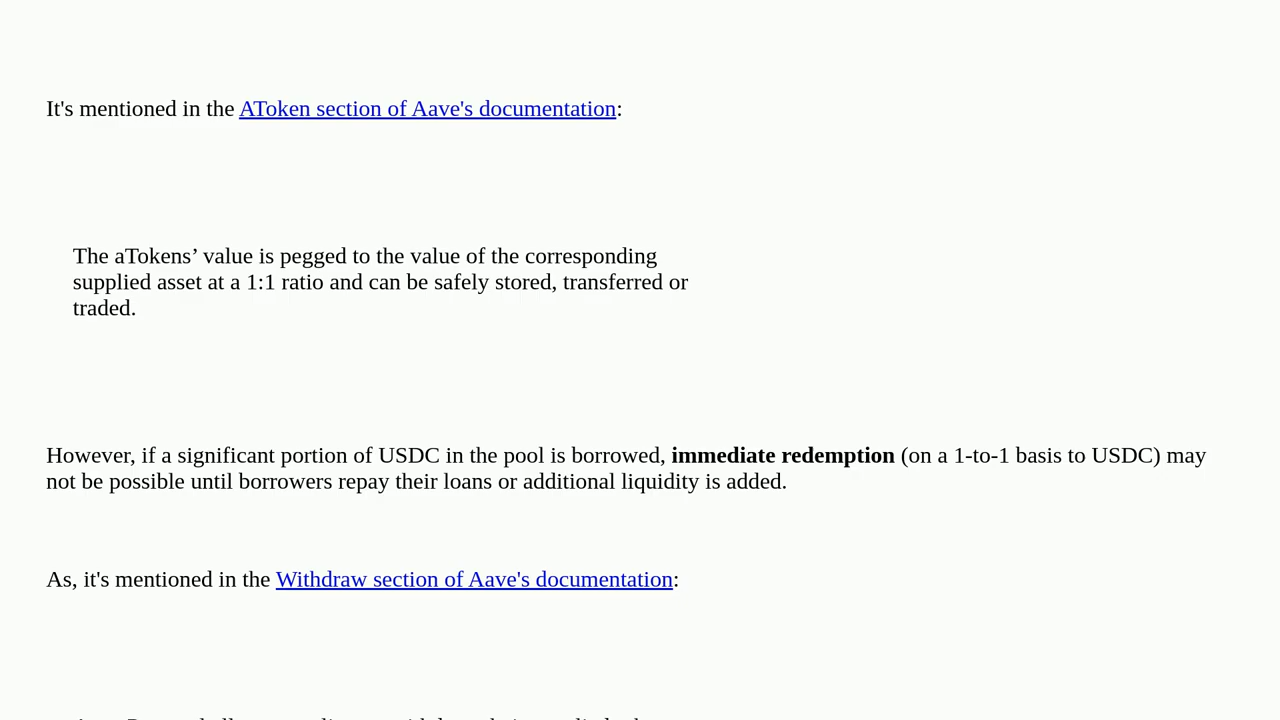 It's mentioned in the AToken section of Aave's documentation:
The aTokens’ value is pegged to the value of the corresponding
supplied asset at a 1:1 ratio and can be safely stored, transferred or
traded.
However, if a significant portion of USDC in the pool is borrowed, immediate redemption (on a 1-to-1 basis to USDC) may
not be possible until borrowers repay their loans or additional liquidity is added.
As, it's mentioned in the Withdraw section of Aave's documentation: